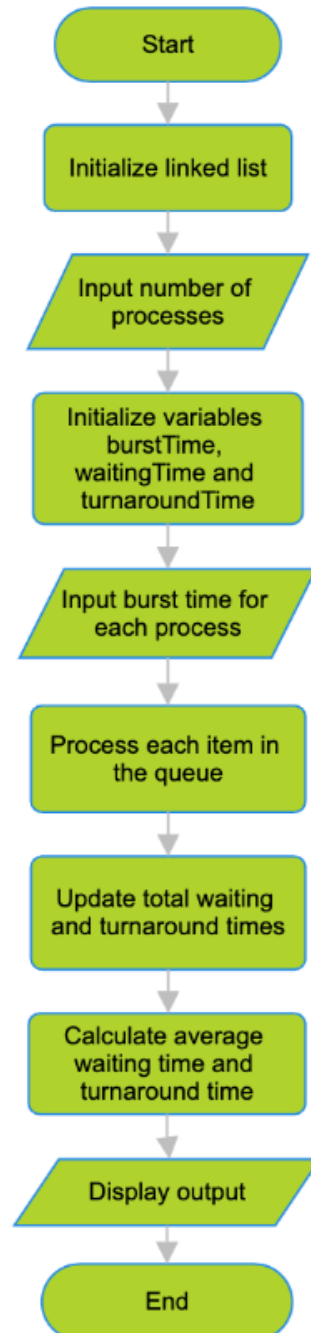 Start
Initialize linked list
Input number of
processes
Initialize variables
burstTime,
waitingTime and
turnaroundTime
Input burst time for
each process
Process each item in
the queue
Update total waiting
and turnaround times
Calculate average
waiting time and
turnaround time
Display output
End